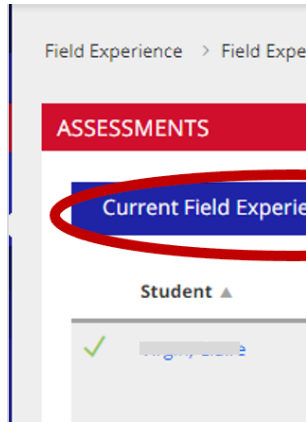 Field Experience > Field Expe
ASSESSMENTS
Current Field Experie
Student ▲